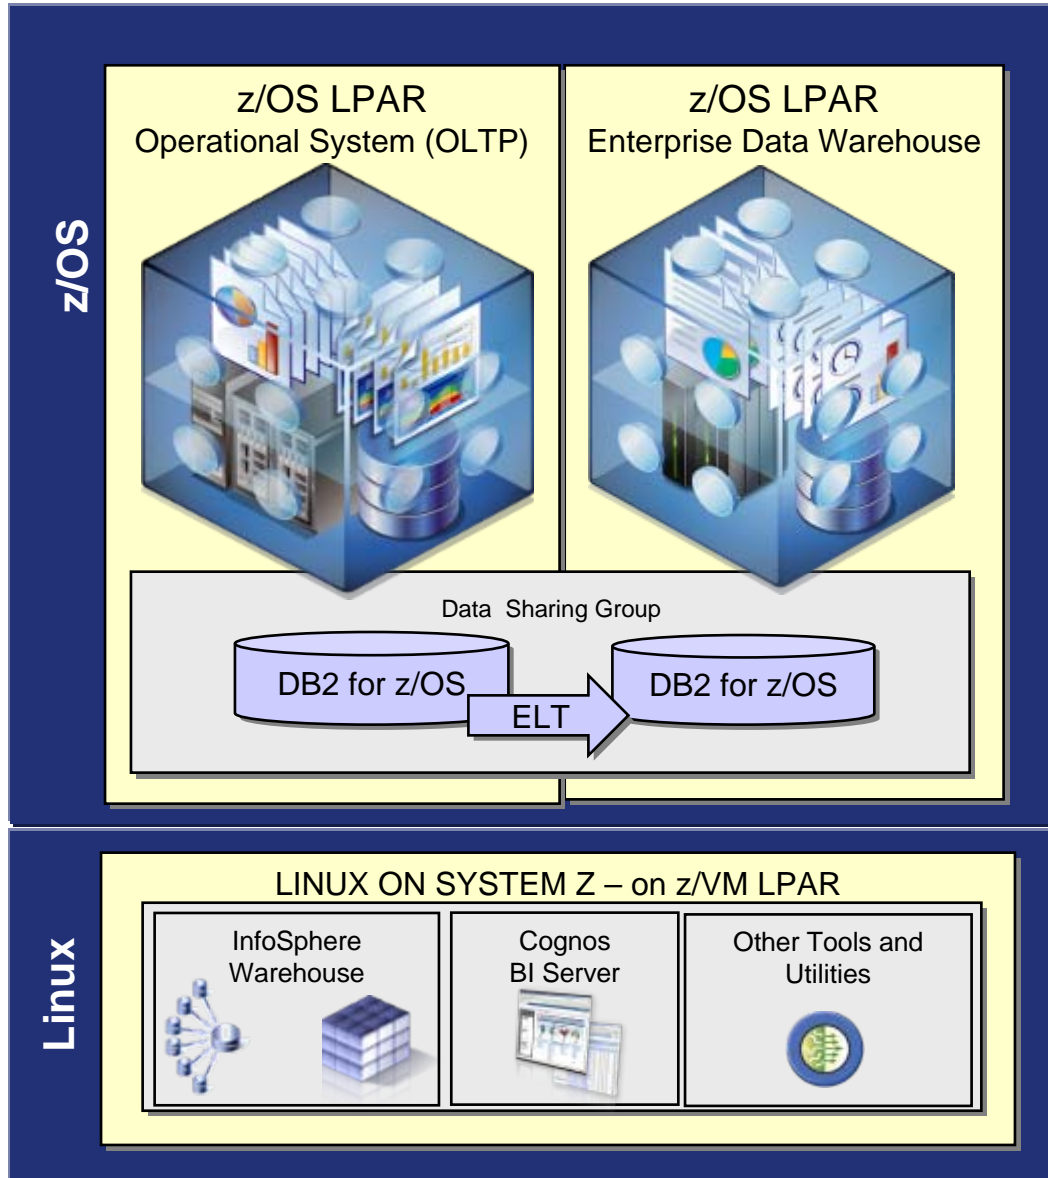 z/OS
z/OS LPAR
Operational System (OLTP)
z/OS LPAR
Enterprise Data Warehouse
Data Sharing Group
DB2 for z/OS
ELT
DB2 for z/OS
Linux
LINUX ON SYSTEM Z – on z/VM LPAR
InfoSphere
Warehouse
Cognos
BI Server
Other Tools and
Utilities